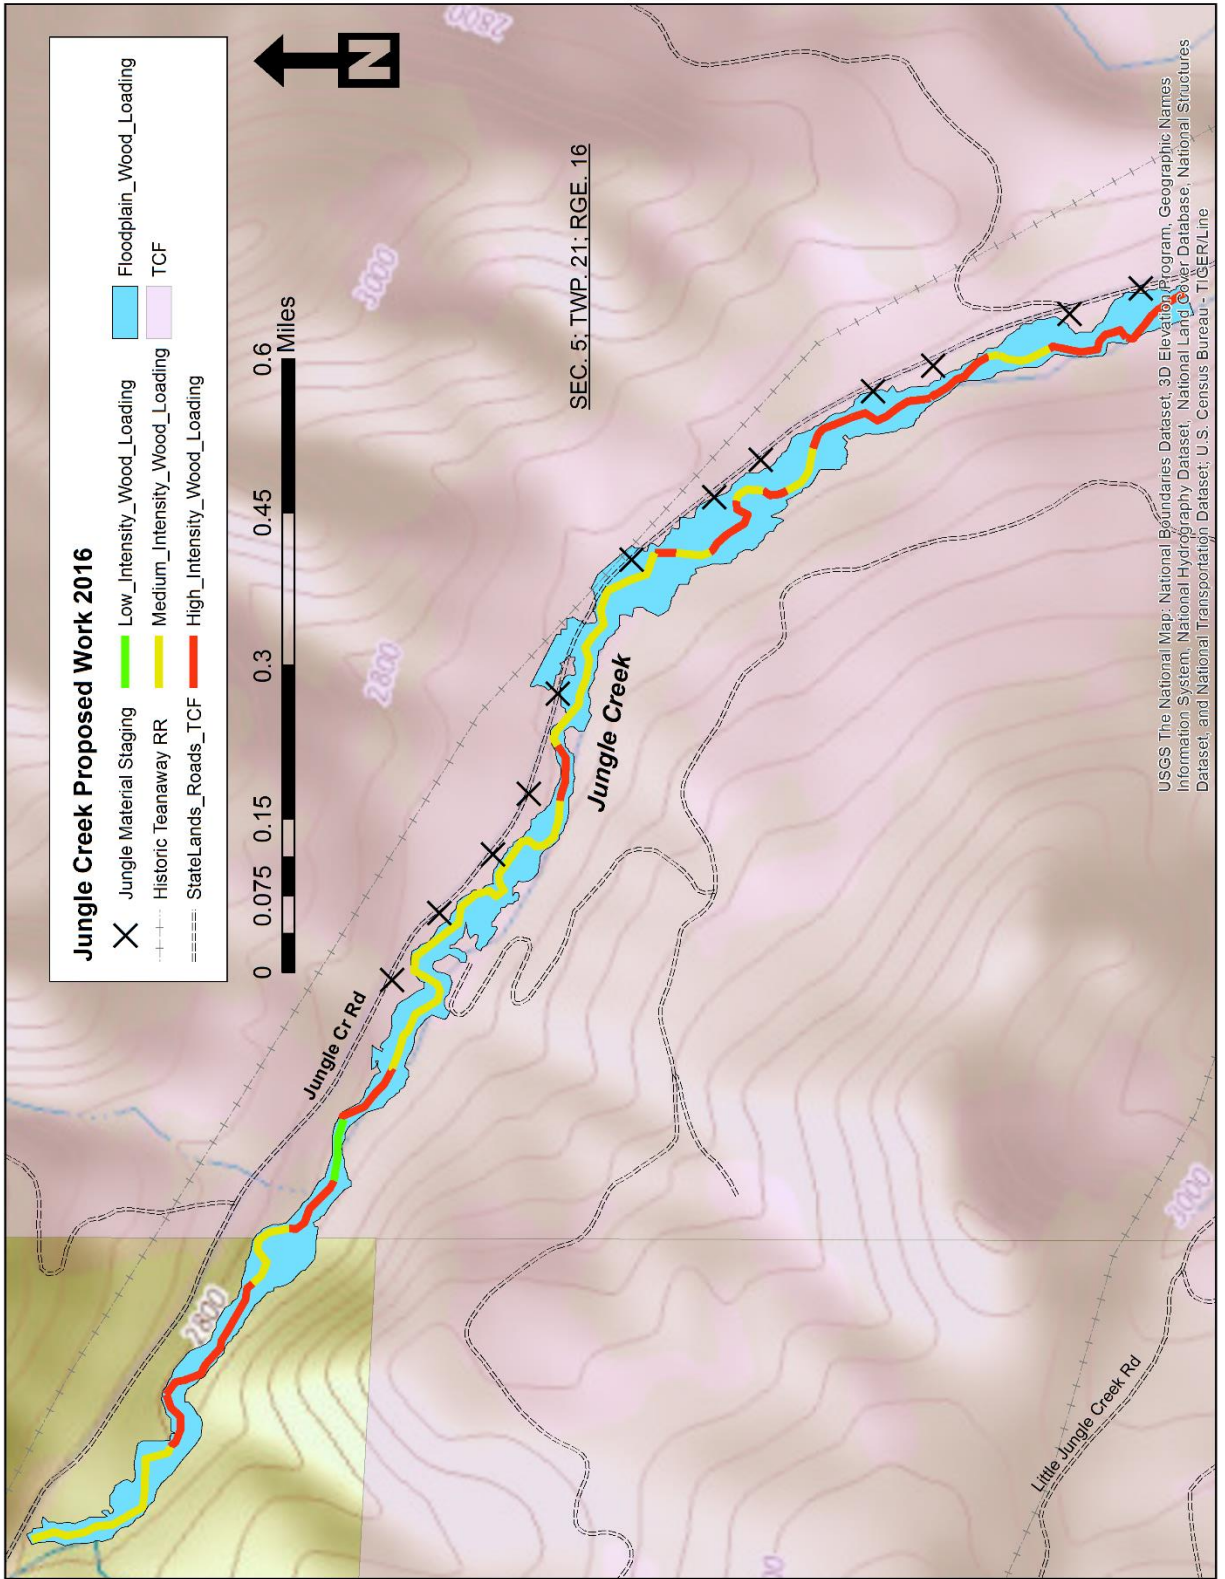 Jungle Creek Proposed Work 2016
Jungle Material Staging
Historic Teanaway RR
StateLands_Roads_TCF
Low_Intensity_Wood_Loading
Medium_Intensity_Wood_Loading
High_Intensity_Wood_Loading
Floodplain_Wood_Loading
TCF
N
0 0.075 0.15 0.3 0.45 0.6
Miles
2800
3000
2800
SEC. 5; TWP. 21; RGE. 16
Jungle Cr Rd
2800
Jungle Creek
3000
Little Jungle Creek Rd
USGS The National Map: National Boundaries Dataset, 3D Elevation Program, Geographic Names
Information System, National Hydrography Dataset, National Land Cover Database, National Structures
Dataset, and National Transportation Dataset; U.S. Census Bureau - TIGER/Line